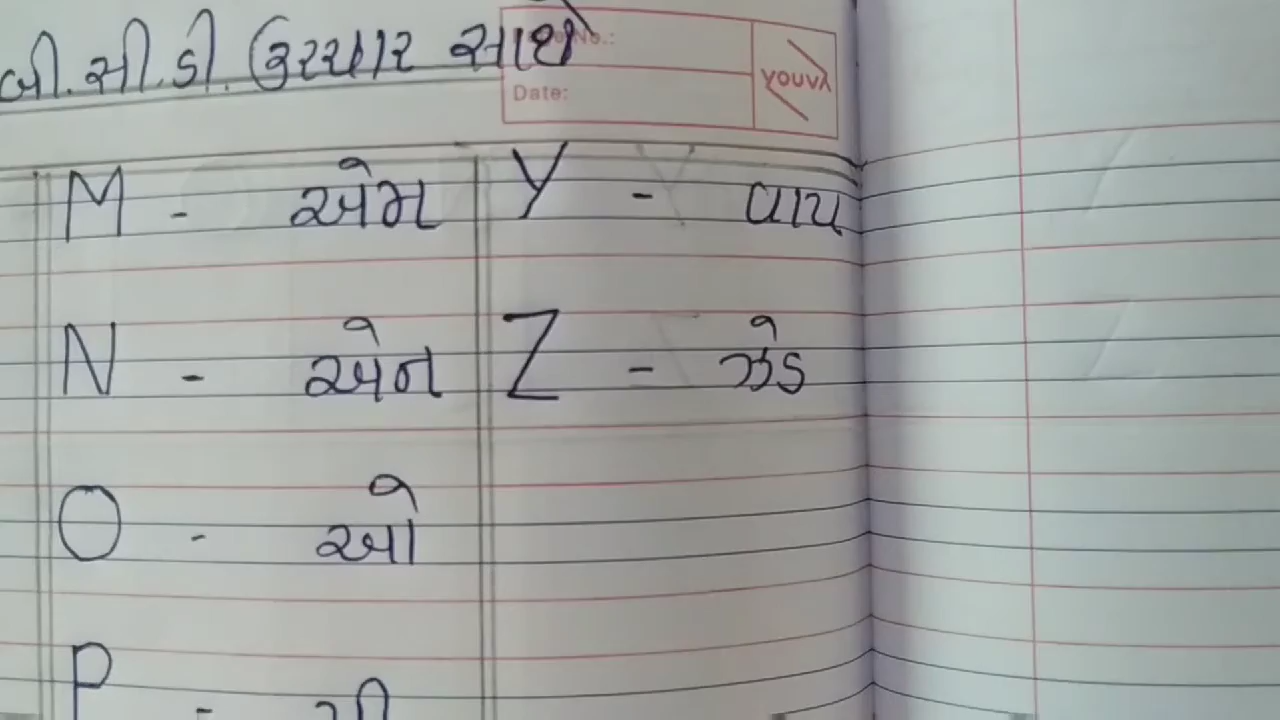 બી.સી.ડી. ઉચ્ચાર સાથે
Date:
youva
M - એમ
Y - વાય
N - એન
Z - ઝેડ
O - ઓ
P - પી